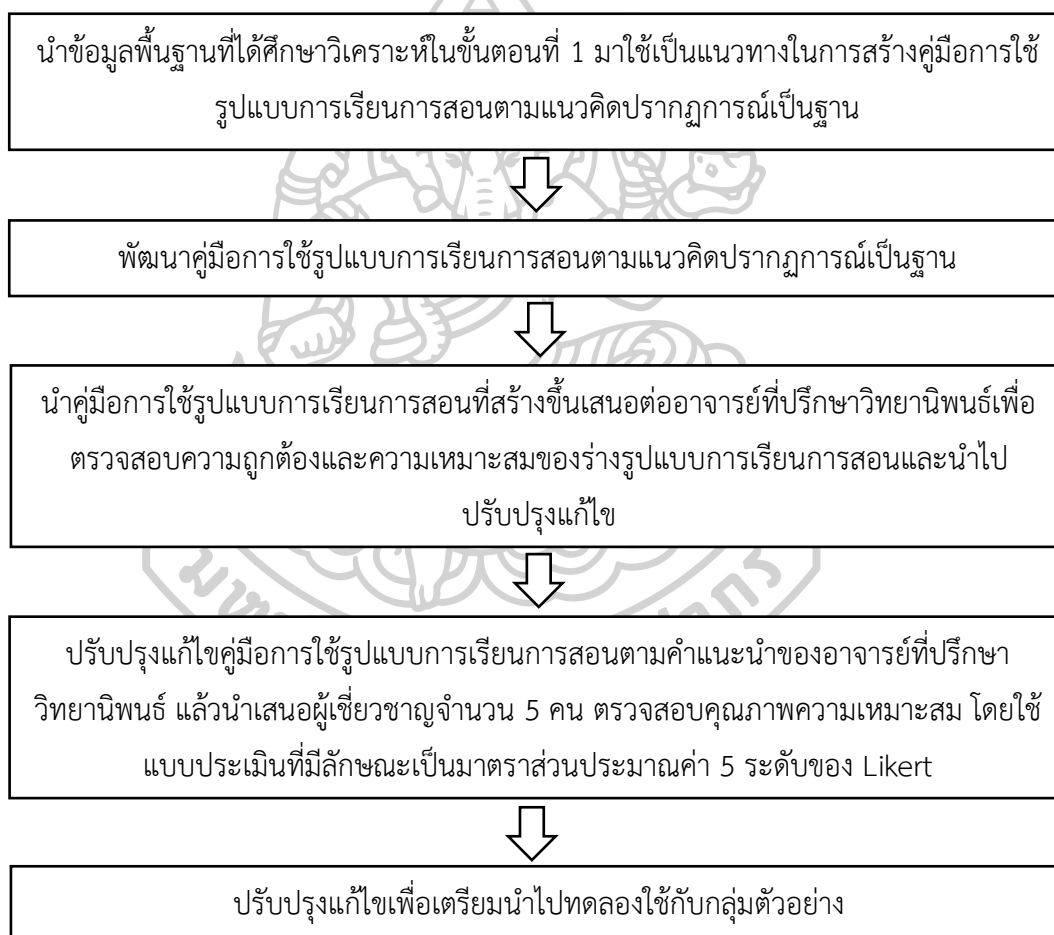 นำข้อมูลพื้นฐานที่ได้ศึกษาวิเคราะห์ในขั้นตอนที่ 1 มาใช้เป็นแนวทางในการสร้างคู่มือการใช้
รูปแบบการเรียนการสอนตามแนวคิดปรากฏการณ์เป็นฐาน
พัฒนาคู่มือการใช้รูปแบบการเรียนการสอนตามแนวคิดปรากฏการณ์เป็นฐาน
นำคู่มือการใช้รูปแบบการเรียนการสอนที่สร้างขึ้นเสนอต่ออาจารย์ที่ปรึกษาวิทยานิพนธ์เพื่อ
ตรวจสอบความถูกต้องและความเหมาะสมของร่างรูปแบบการเรียนการสอนและนำไป
ปรับปรุงแก้ไข
ปรับปรุงแก้ไขคู่มือการใช้รูปแบบการเรียนการสอนตามคำแนะนำของอาจารย์ที่ปรึกษา
วิทยานิพนธ์ แล้วนำเสนอผู้เชี่ยวชาญจำนวน 5 คน ตรวจสอบคุณภาพความเหมาะสม โดยใช้
แบบประเมินที่มีลักษณะเป็นมาตราส่วนประมาณค่า 5 ระดับของ Likert
ปรับปรุงแก้ไขเพื่อเตรียมนำไปทดลองใช้กับกลุ่มตัวอย่าง